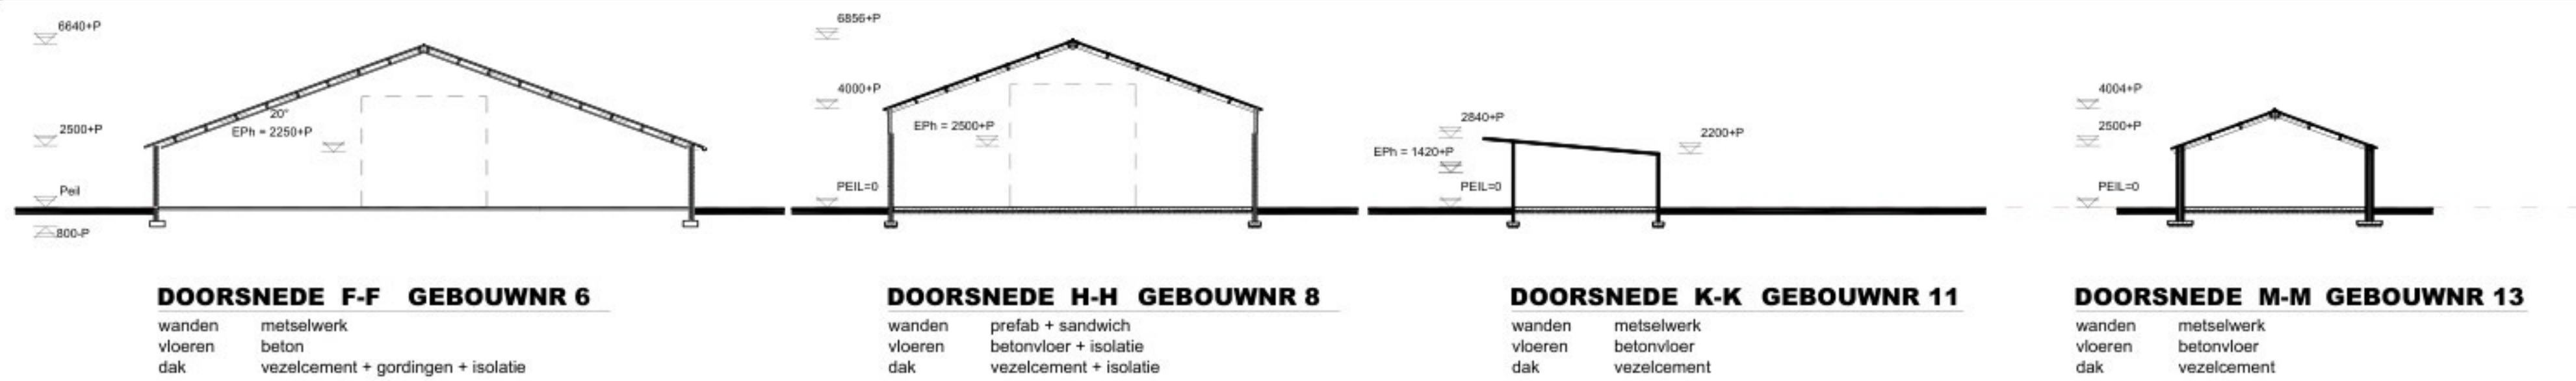 6640+P
2500+P
20°
EPh = 2250+P
Peil
800-P
DOORSNEDE F-F GEBOUWNR 6
wanden metselwerk
vloeren beton
dak vezelcement + gordingen + isolatie
6856+P
4000+P
EPh = 2500+P
PEIL=0
DOORSNEDE H-H GEBOUWNR 8
wanden prefab + sandwich
vloeren betonvloer + isolatie
dak vezelcement + isolatie
2840+P
2200+P
EPh = 1420+P
PEIL=0
DOORSNEDE K-K GEBOUWNR 11
wanden metselwerk
vloeren betonvloer
dak vezelcement
4004+P
2500+P
PEIL=0
DOORSNEDE M-M GEBOUWNR 13
wanden metselwerk
vloeren betonvloer
dak vezelcement